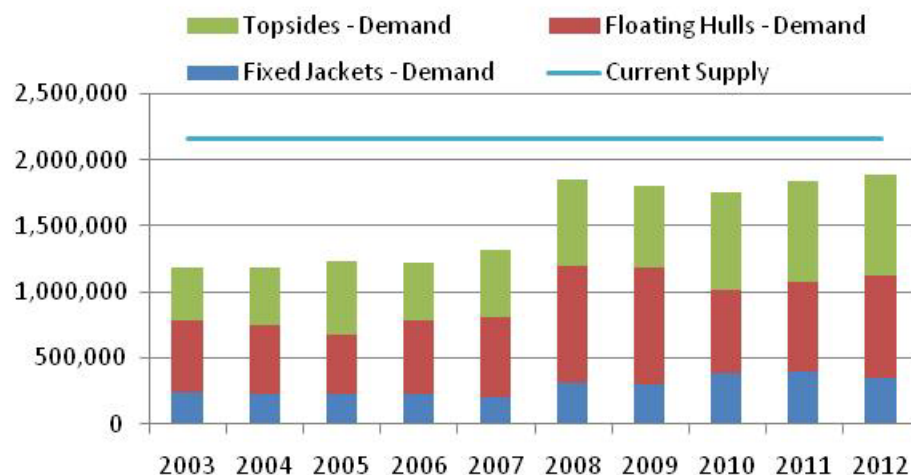 Topsides - Demand Floating Hulls - Demand
Fixed Jackets - Demand Current Supply
2,500,000
2,000,000
1,500,000
1,000,000
500,000
0
2003 2004 2005 2006 2007 2008 2009 2010 2011 2012